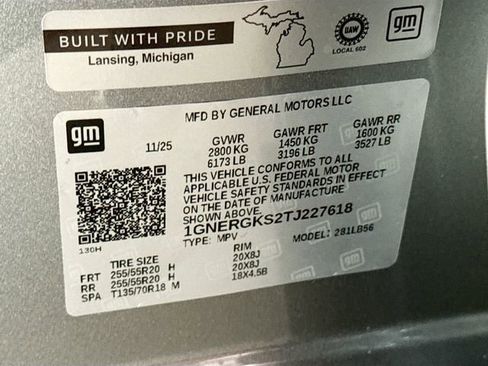 BUILT WITH PRIDE
Lansing, Michigan
UAW
LOCAL 602
gm
MFD BY GENERAL MOTORS LLC
gm
11/25
GVWR
2800 KG
6173 LB
GAWR FRT
1450 KG
3196 LB
GAWR RR
1600 KG
3527 LB
THIS VEHICLE CONFORMS TO ALL
APPLICABLE U.S. FEDERAL MOTOR
VEHICLE SAFETY STANDARDS IN EFFECT
ON THE DATE OF MANUFACTURE
SHOWN ABOVE
1GNERGKS2TJ227618
TYPE: MPV
MODEL: 281LB56
130H
TIRE SIZE
RIM
FRT 255/55R20 H 20X8J
RR 255/55R20 H 20X8J
SPA T135/70R18 M 18X4.5B